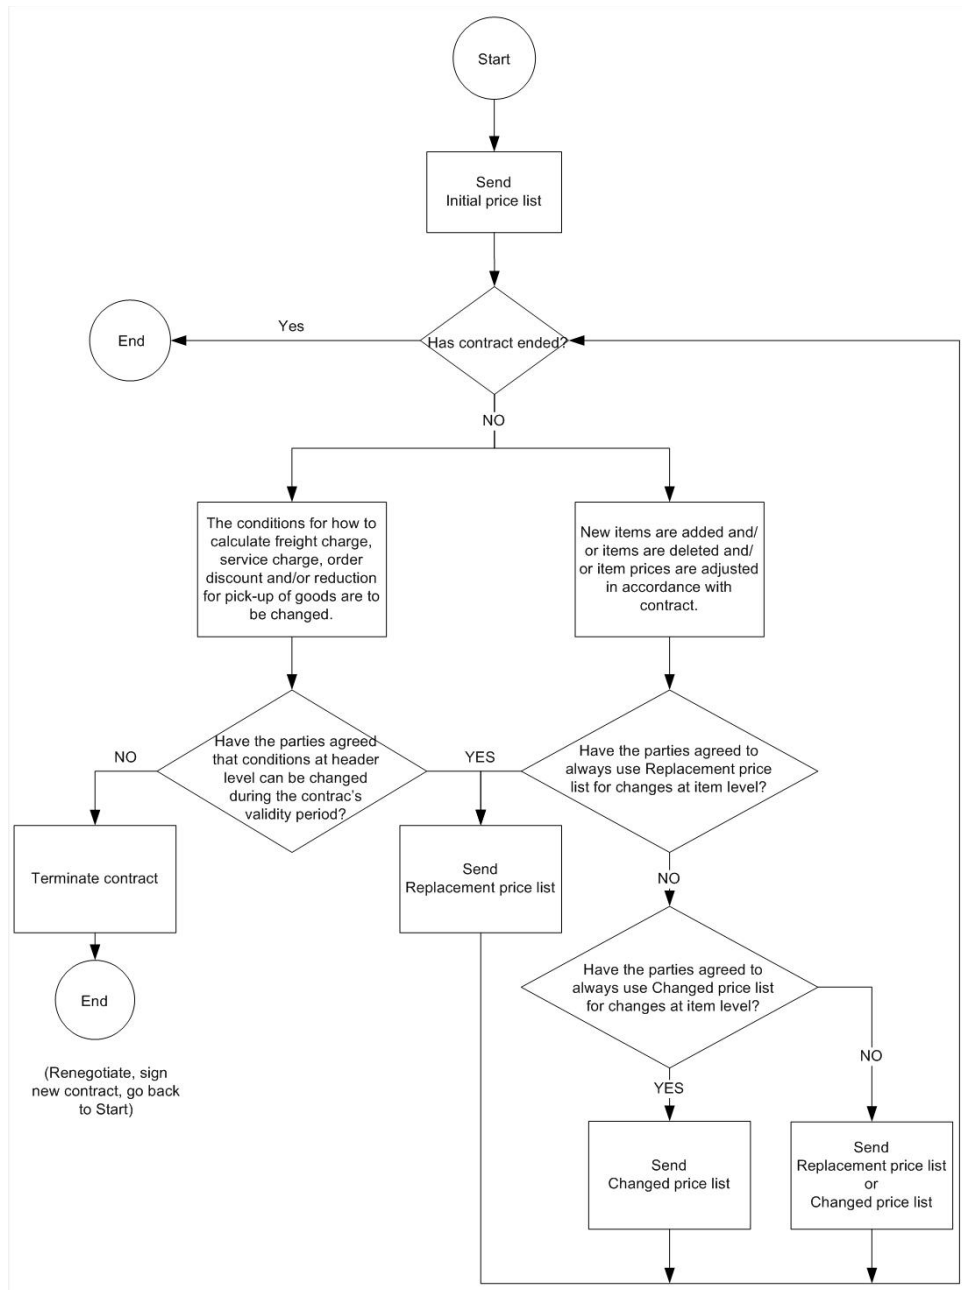 Start
Send
Initial price list
Has contract ended?
Yes
End
NO
The conditions for how to
calculate freight charge,
service charge, order
discount and/or reduction
for pick-up of goods are to
be changed.
New items are added and/
or items are deleted and/
or item prices are adjusted
in accordance with
contract.
Have the parties agreed
that conditions at header
level can be changed
during the contrac's
validity period?
NO
YES
Have the parties agreed to
always use Replacement price
list for changes at item level?
Terminate contract
Send
Replacement price list
NO
End
Have the parties agreed to
always use Changed price list
for changes at item level?
(Renegotiate, sign
new contract, go back
to Start)
NO
YES
Send
Changed price list
Send
Replacement price list
or
Changed price list